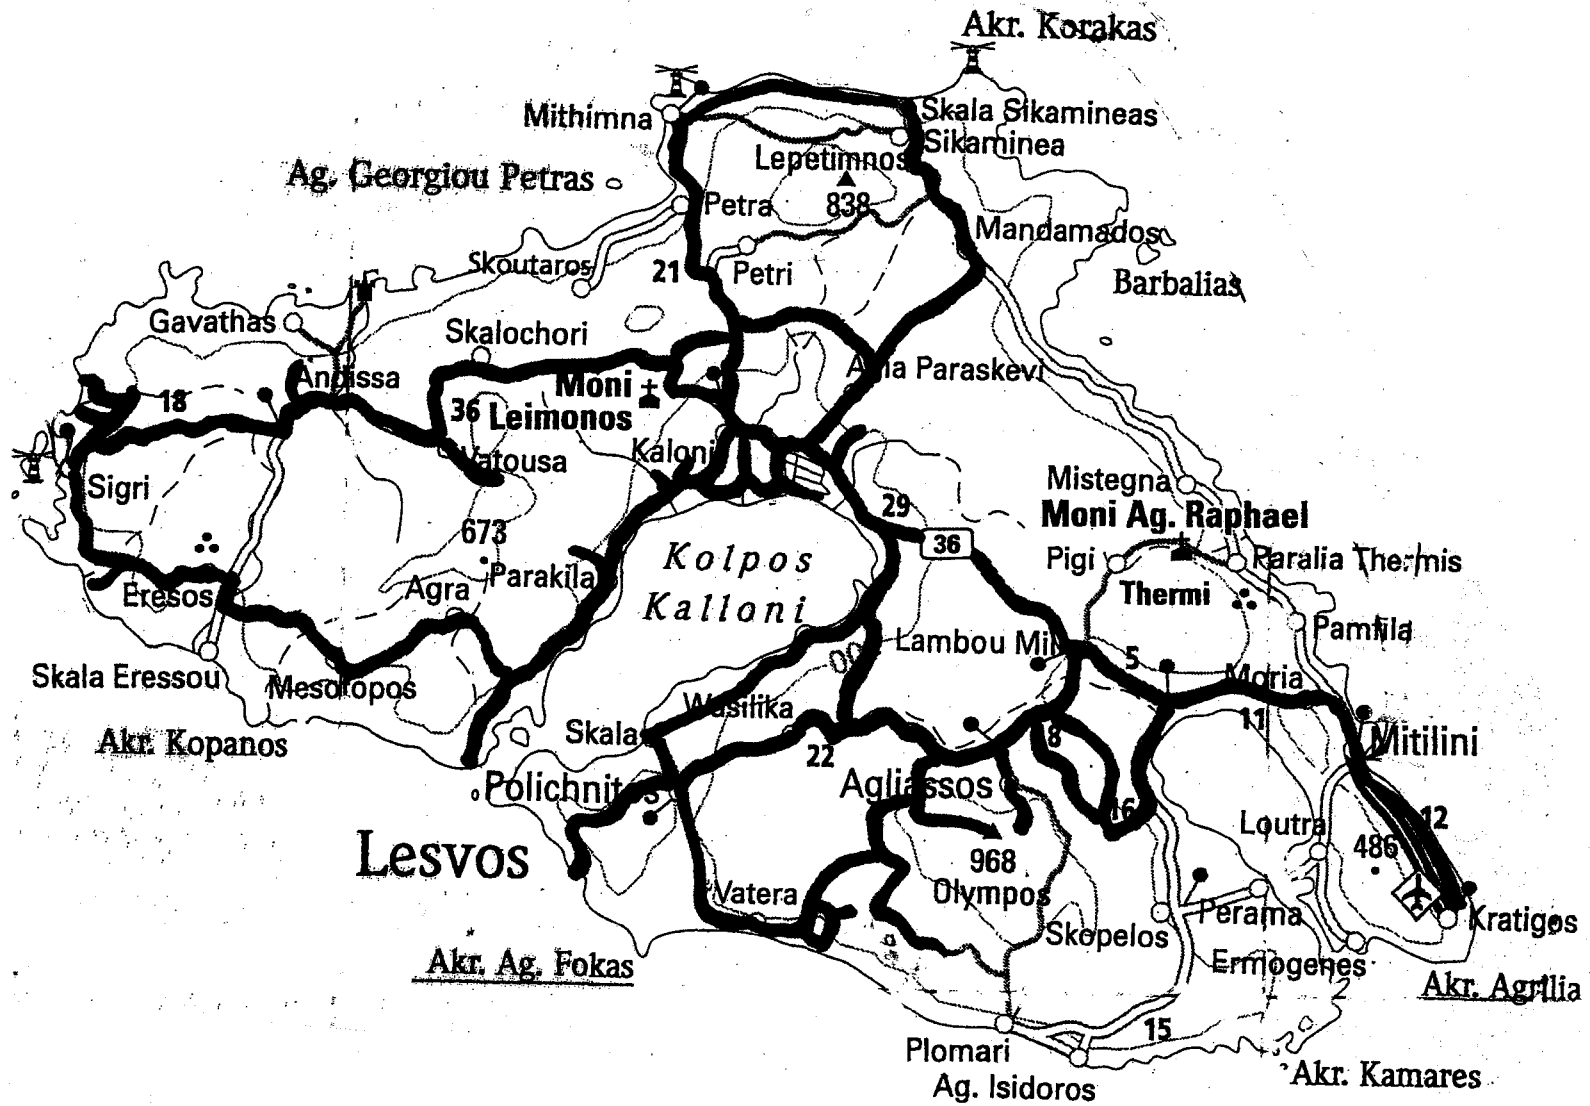 Akr. Korakas
Mithimna
Skala Sikamineas
Sikaminea
Lepetimnos
838
Ag. Georgiou Petras
Petra
Mandamados
Skoutaros
21
Petri
Barbalias
Gavathas
Skalochori
Andissa
Moni
Leimonos
Agia Paraskevi
18
36
Vatousa
Kaloni
Sigri
Mistegna
29
Moni Ag. Raphael
673
36
Kolpos
Kalloni
Pigi
Paralia Thermis
Eresos
Agra
Parakila
Thermi
Pamfila
Lambou Mil
5
Skala Eressou
Mesotopos
Moria
Wasilika
11
Akr. Kopanos
Skala
22
8
Mitilini
Polichnitos
Agliassos
16
Loutra
12
486
Lesvos
968
Olympos
Vatera
Perama
Skopelos
Kratigos
Akr. Ag. Fokas
Ermogenes
Akr. Agrilia
15
Plomari
Ag. Isidoros
Akr. Kamares